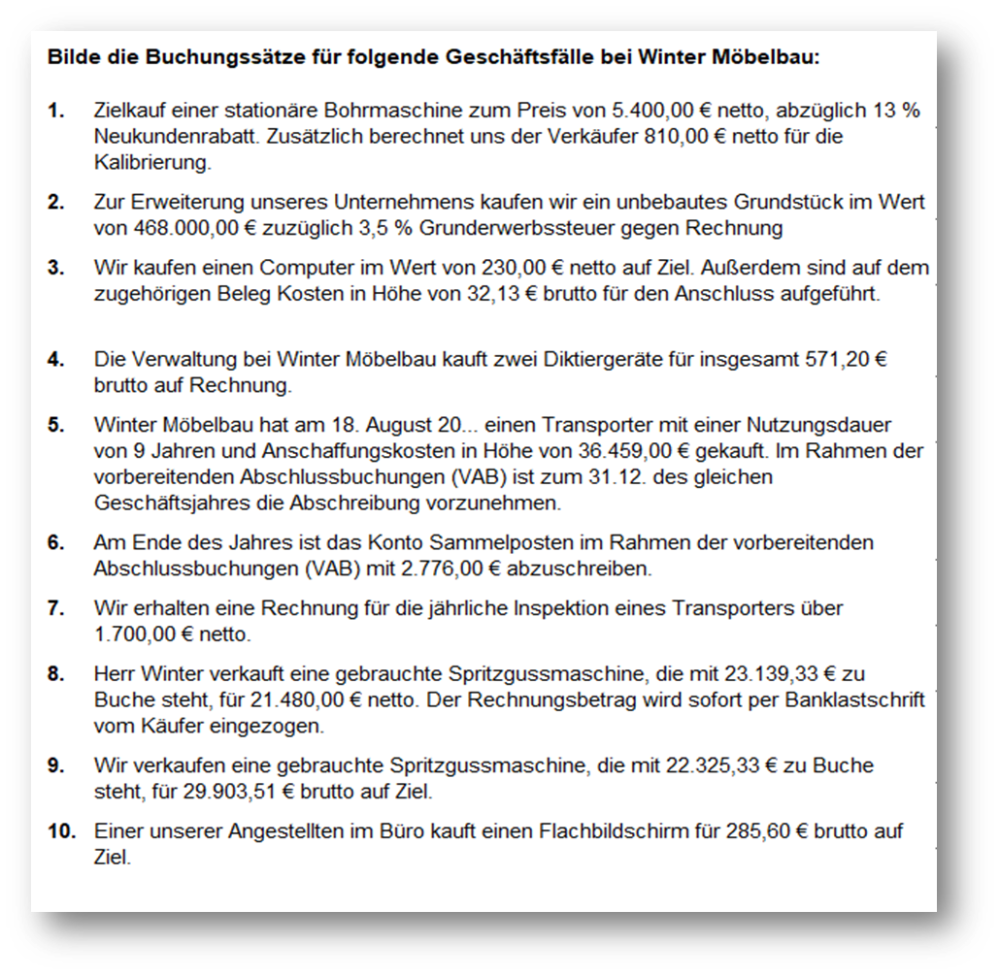 Bilde die Buchungssätze für folgende Geschäftsfälle bei Winter Möbelbau:
1. Zielkauf einer stationäre Bohrmaschine zum Preis von 5.400,00 € netto, abzüglich 13 %
Neukundenrabatt. Zusätzlich berechnet uns der Verkäufer 810,00 € netto für die
Kalibrierung.
2. Zur Erweiterung unseres Unternehmens kaufen wir ein unbebautes Grundstück im Wert
von 468.000,00 € zuzüglich 3,5 % Grunderwerbssteuer gegen Rechnung
3. Wir kaufen einen Computer im Wert von 230,00 € netto auf Ziel. Außerdem sind auf dem
zugehörigen Beleg Kosten in Höhe von 32,13 € brutto für den Anschluss aufgeführt.
4. Die Verwaltung bei Winter Möbelbau kauft zwei Diktiergeräte für insgesamt 571,20 €
brutto auf Rechnung.
5. Winter Möbelbau hat am 18. August 20... einen Transporter mit einer Nutzungsdauer
von 9 Jahren und Anschaffungskosten in Höhe von 36.459,00 € gekauft. Im Rahmen der
vorbereitenden Abschlussbuchungen (VAB) ist zum 31.12. des gleichen
Geschäftsjahres die Abschreibung vorzunehmen.
6. Am Ende des Jahres ist das Konto Sammelposten im Rahmen der vorbereitenden
Abschlussbuchungen (VAB) mit 2.776,00 € abzuschreiben.
7. Wir erhalten eine Rechnung für die jährliche Inspektion eines Transporters über
1.700,00 € netto.
8. Herr Winter verkauft eine gebrauchte Spritzgussmaschine, die mit 23.139,33 € zu
Buche steht, für 21.480,00 € netto. Der Rechnungsbetrag wird sofort per Banklastschrift
vom Käufer eingezogen.
9. Wir verkaufen eine gebrauchte Spritzgussmaschine, die mit 22.325,33 € zu Buche
steht, für 29.903,51 € brutto auf Ziel.
10. Einer unserer Angestellten im Büro kauft einen Flachbildschirm für 285,60 € brutto auf
Ziel.